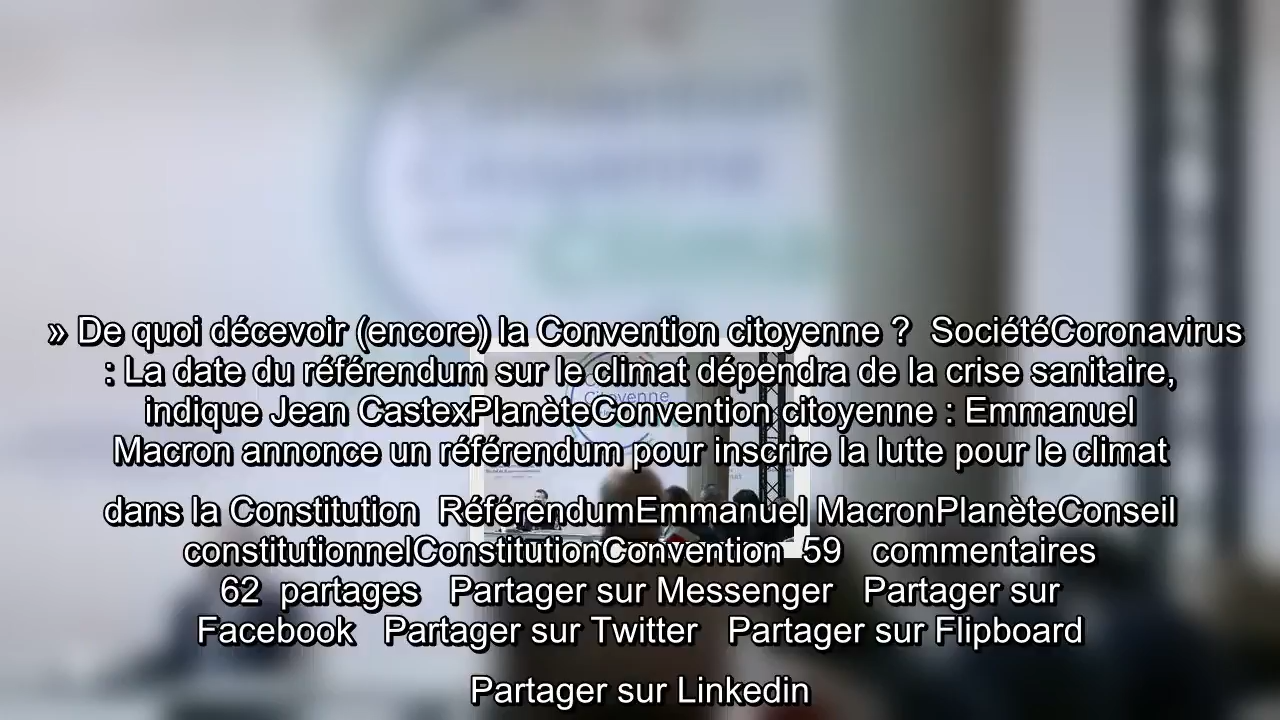 Citoyenne
» De quoi décevoir (encore) la Convention citoyenne ?  SociétéCoronavirus
: La date du référendum sur le climat dépendra de la crise sanitaire,
indique Jean CastexPlanèteConvention citoyenne : Emmanuel
Macron annonce un référendum pour inscrire la lutte pour le climat
dans la Constitution  RéférendumEmmanuel MacronPlanèteConseil
constitutionnelConstitutionConvention  59   commentaires
62  partages   Partager sur Messenger   Partager sur
Facebook   Partager sur Twitter   Partager sur Flipboard
Partager sur Linkedin
Citoyenne